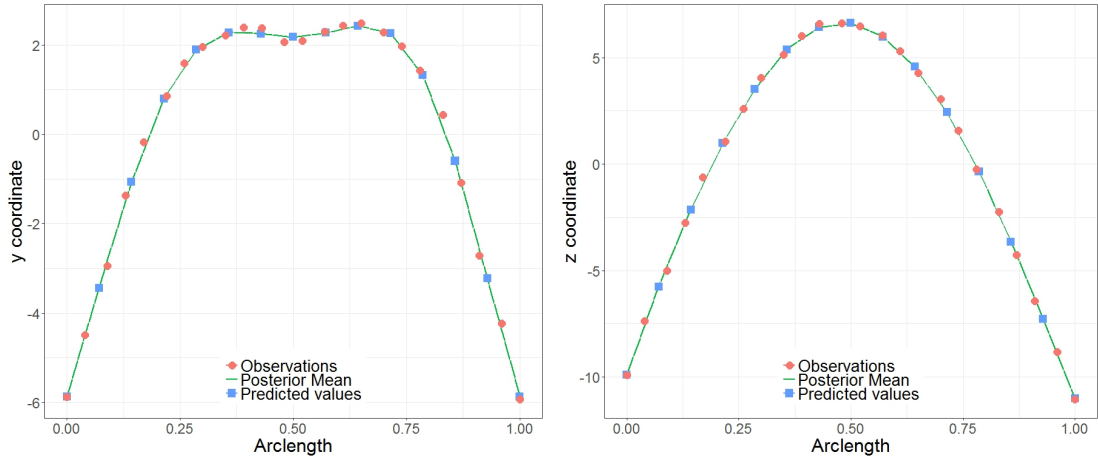 y coordinate
2
0
-2
-4
-6
Observations
Posterior Mean
Predicted values
0.00 0.25 0.50 0.75 1.00
Arclength
z coordinate
5
0
-5
-10
Observations
Posterior Mean
Predicted values
0.00 0.25 0.50 0.75 1.00
Arclength